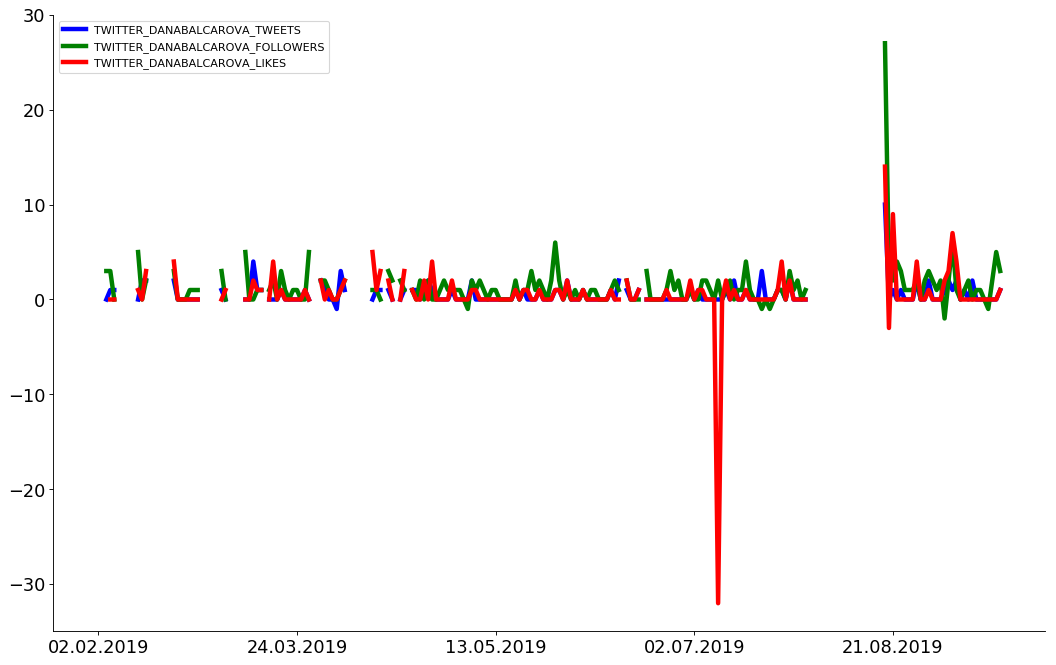 30
TWITTER_DANABALCAROVA_TWEETS
TWITTER_DANABALCAROVA_FOLLOWERS
TWITTER_DANABALCAROVA_LIKES
20
10
0
−10
−20
−30
02.02.2019 24.03.2019 13.05.2019 02.07.2019 21.08.2019